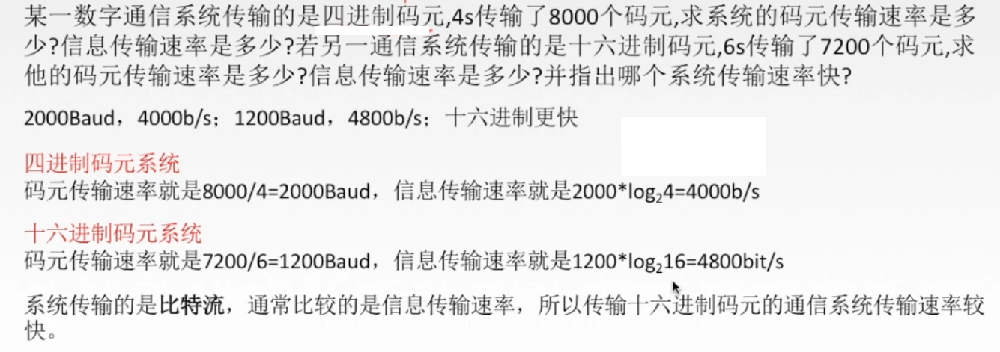 某一数字通信系统传输的是四进制码元,4s传输了8000个码元,求系统的码元传输速率是多
少?信息传输速率是多少?若另一通信系统传输的是十六进制码元,6s传输了7200个码元,求
他的码元传输速率是多少?信息传输速率是多少?并指出哪个系统传输速率快?
2000Baud，4000b/s；1200Baud，4800b/s；十六进制更快
四进制码元系统
码元传输速率就是8000/4=2000Baud，信息传输速率就是2000*log₂4=4000b/s
十六进制码元系统
码元传输速率就是7200/6=1200Baud，信息传输速率就是1200*log₂16=4800bit/s
系统传输的是比特流，通常比较的是信息传输速率，所以传输十六进制码元的通信系统传输速率较
快。